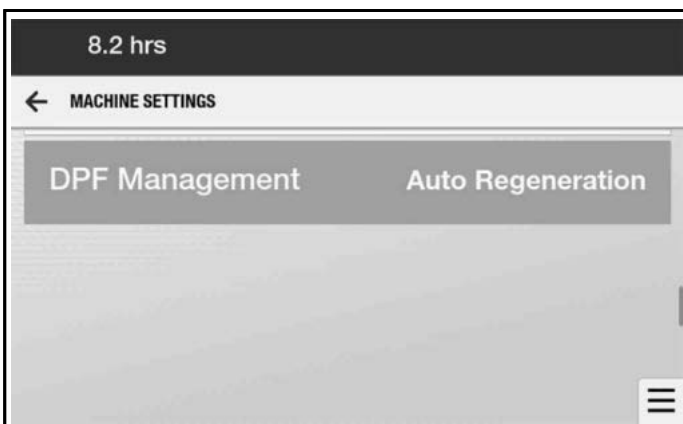 8.2 hrs
MACHINE SETTINGS
DPF Management Auto Regeneration